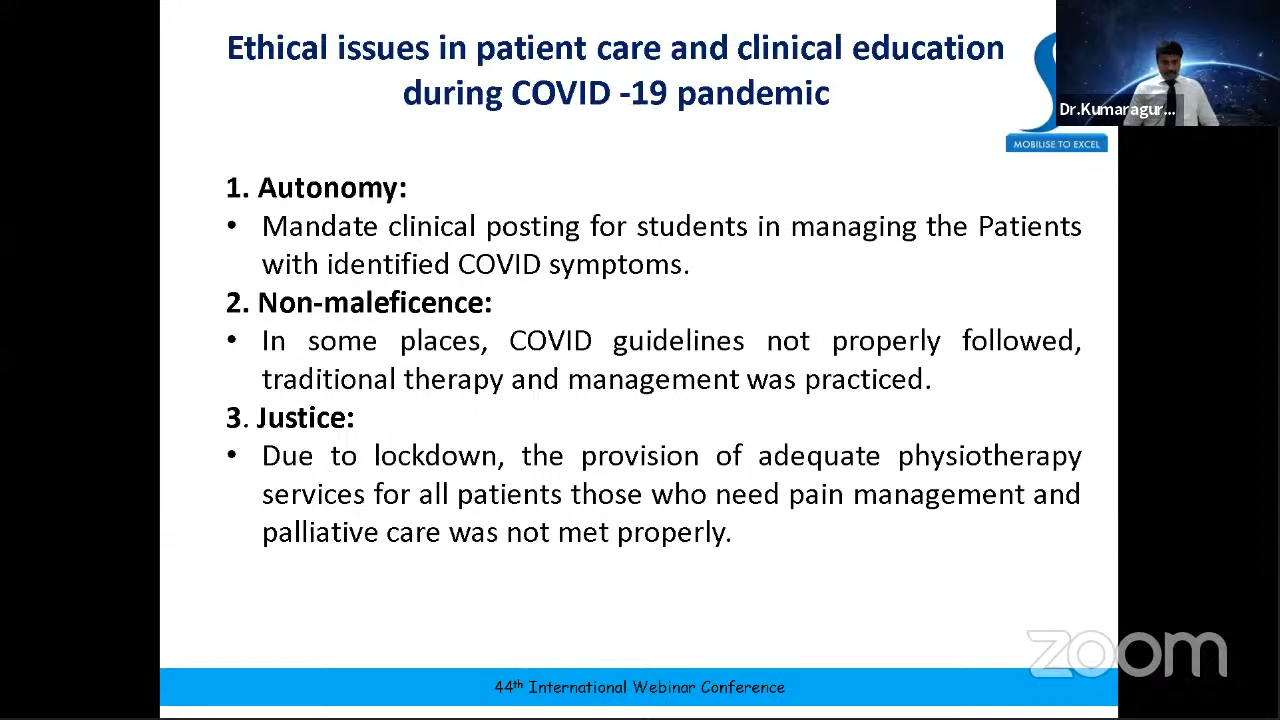 Ethical issues in patient care and clinical education
during COVID -19 pandemic
Dr.Kumaragur...
MOBILISE TO EXCEL
1. Autonomy:
• Mandate clinical posting for students in managing the Patients
with identified COVID symptoms.
2. Non-maleficence:
• In some places, COVID guidelines not properly followed,
traditional therapy and management was practiced.
3. Justice:
• Due to lockdown, the provision of adequate physiotherapy
services for all patients those who need pain management and
palliative care was not met properly.
zoom
44th International Webinar Conference